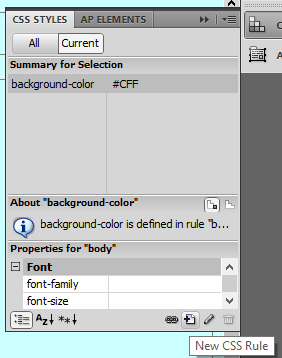 CSS STYLES AP ELEMENTS
All Current
Summary for Selection
background-color #CFF
About "background-color"
background-color is defined in rule "b...
Properties for "body"
Font
font-family
font-size
New CSS Rule